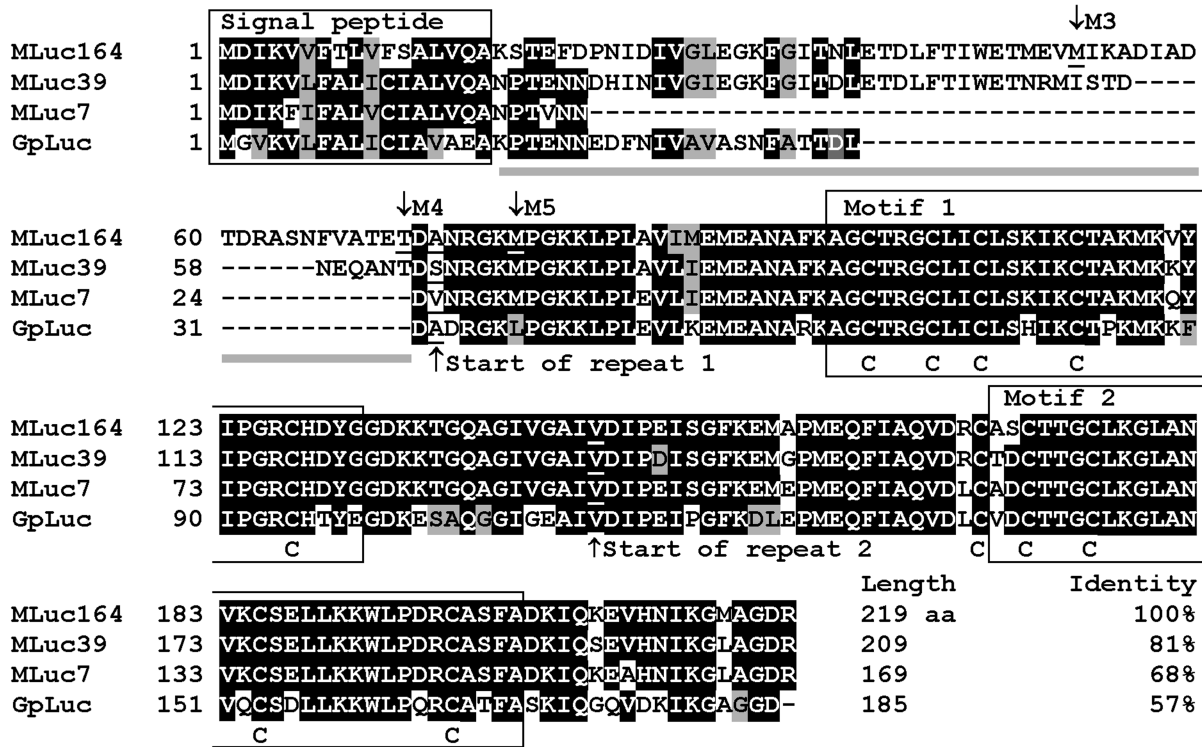 Signal peptide ↓M3
MLuc164 1 MDIKVVFTLVFSALVQAKSTEFDPNIDIVGLEGKFGITNLETDLFTIWETMEVMIKADIAD
MLuc39 1 MDIKVLFALICIALVQANPTENNDHINIVGIEGKFGITDLETDLFTIWETNRMISTD----
MLuc7 1 MDIKFIFALVCIALVQANPTVNN--------------------------------------
GpLuc 1 MGVKVLFALICIAVAEAKPTENNEDFNIVAVASNFATTDL---------------------
↓M4 ↓M5 Motif 1
MLuc164 60 TDRASNFVATETDANRGKMPGKKLPLAVIMEMEANAFKAGCTRGCLICLSKIKCTAKMKVY
MLuc39 58 ------NEQANTDSNRGKMPGKKLPLAVLIEMEANAFKAGCTRGCLICLSKIKCTAKMKKY
MLuc7 24 ------------DVNRGKMPGKKLPLEVLIEMEANAFKAGCTRGCLICLSKIKCTAKMKQY
GpLuc 31 ------------DADRGKLPGKKLPLEVLKEMEANARKAGCTRGCLICLSHIKCTPKMKKF
↑Start of repeat 1 C C C C
Motif 2
MLuc164 123 IPGRCHDYGGDKKTGQAGIVGAIVDIPEISGFKEMAPMEQFIAQVDRCASCTTGCLKGLAN
MLuc39 113 IPGRCHDYGGDKKTGQAGIVGAIVDIPDISGFKEMGPMEQFIAQVDRCTDCTTGCLKGLAN
MLuc7 73 IPGRCHDYGGDKKTGQAGIVGAIVDIPEISGFKEMEPMEQFIAQVDLCADCTTGCLKGLAN
GpLuc 90 IPGRCHTYEGDKESAQGGIGEAIVDIPEIPGFKDLEPMEQFIAQVDLCVDCTTGCLKGLAN
C ↑Start of repeat 2 C C C
Length Identity
MLuc164 183 VKCSELLKKWLPDRCASFADKIQKEVHNIKGMAGDR 219 aa 100%
MLuc39 173 VKCSELLKKWLPDRCASFADKIQSEVHNIKGLAGDR 209 81%
MLuc7 133 VKCSELLKKWLPDRCASFADKIQKEAHNIKGLAGDR 169 68%
GpLuc 151 VQCSDLLKKWLPQRCATFASKIQGQVDKIKGAGGD- 185 57%
C C